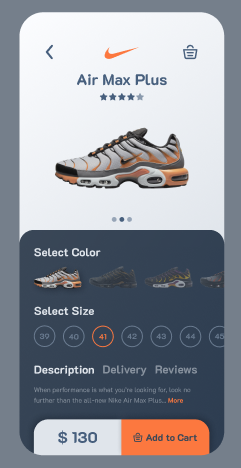 Air Max Plus
Select Color
Select Size
39 40 41 42 43 44 45
Description Delivery Reviews
When performance is what you're looking for, look no
further than the all-new Nike Air Max Plus... More
$ 130 Add to Cart